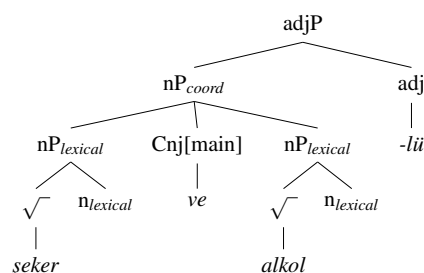 adjP
nP_coord adj
nP_lexical Cnj[main] nP_lexical -lü
√ n_lexical ve √ n_lexical
seker alkol